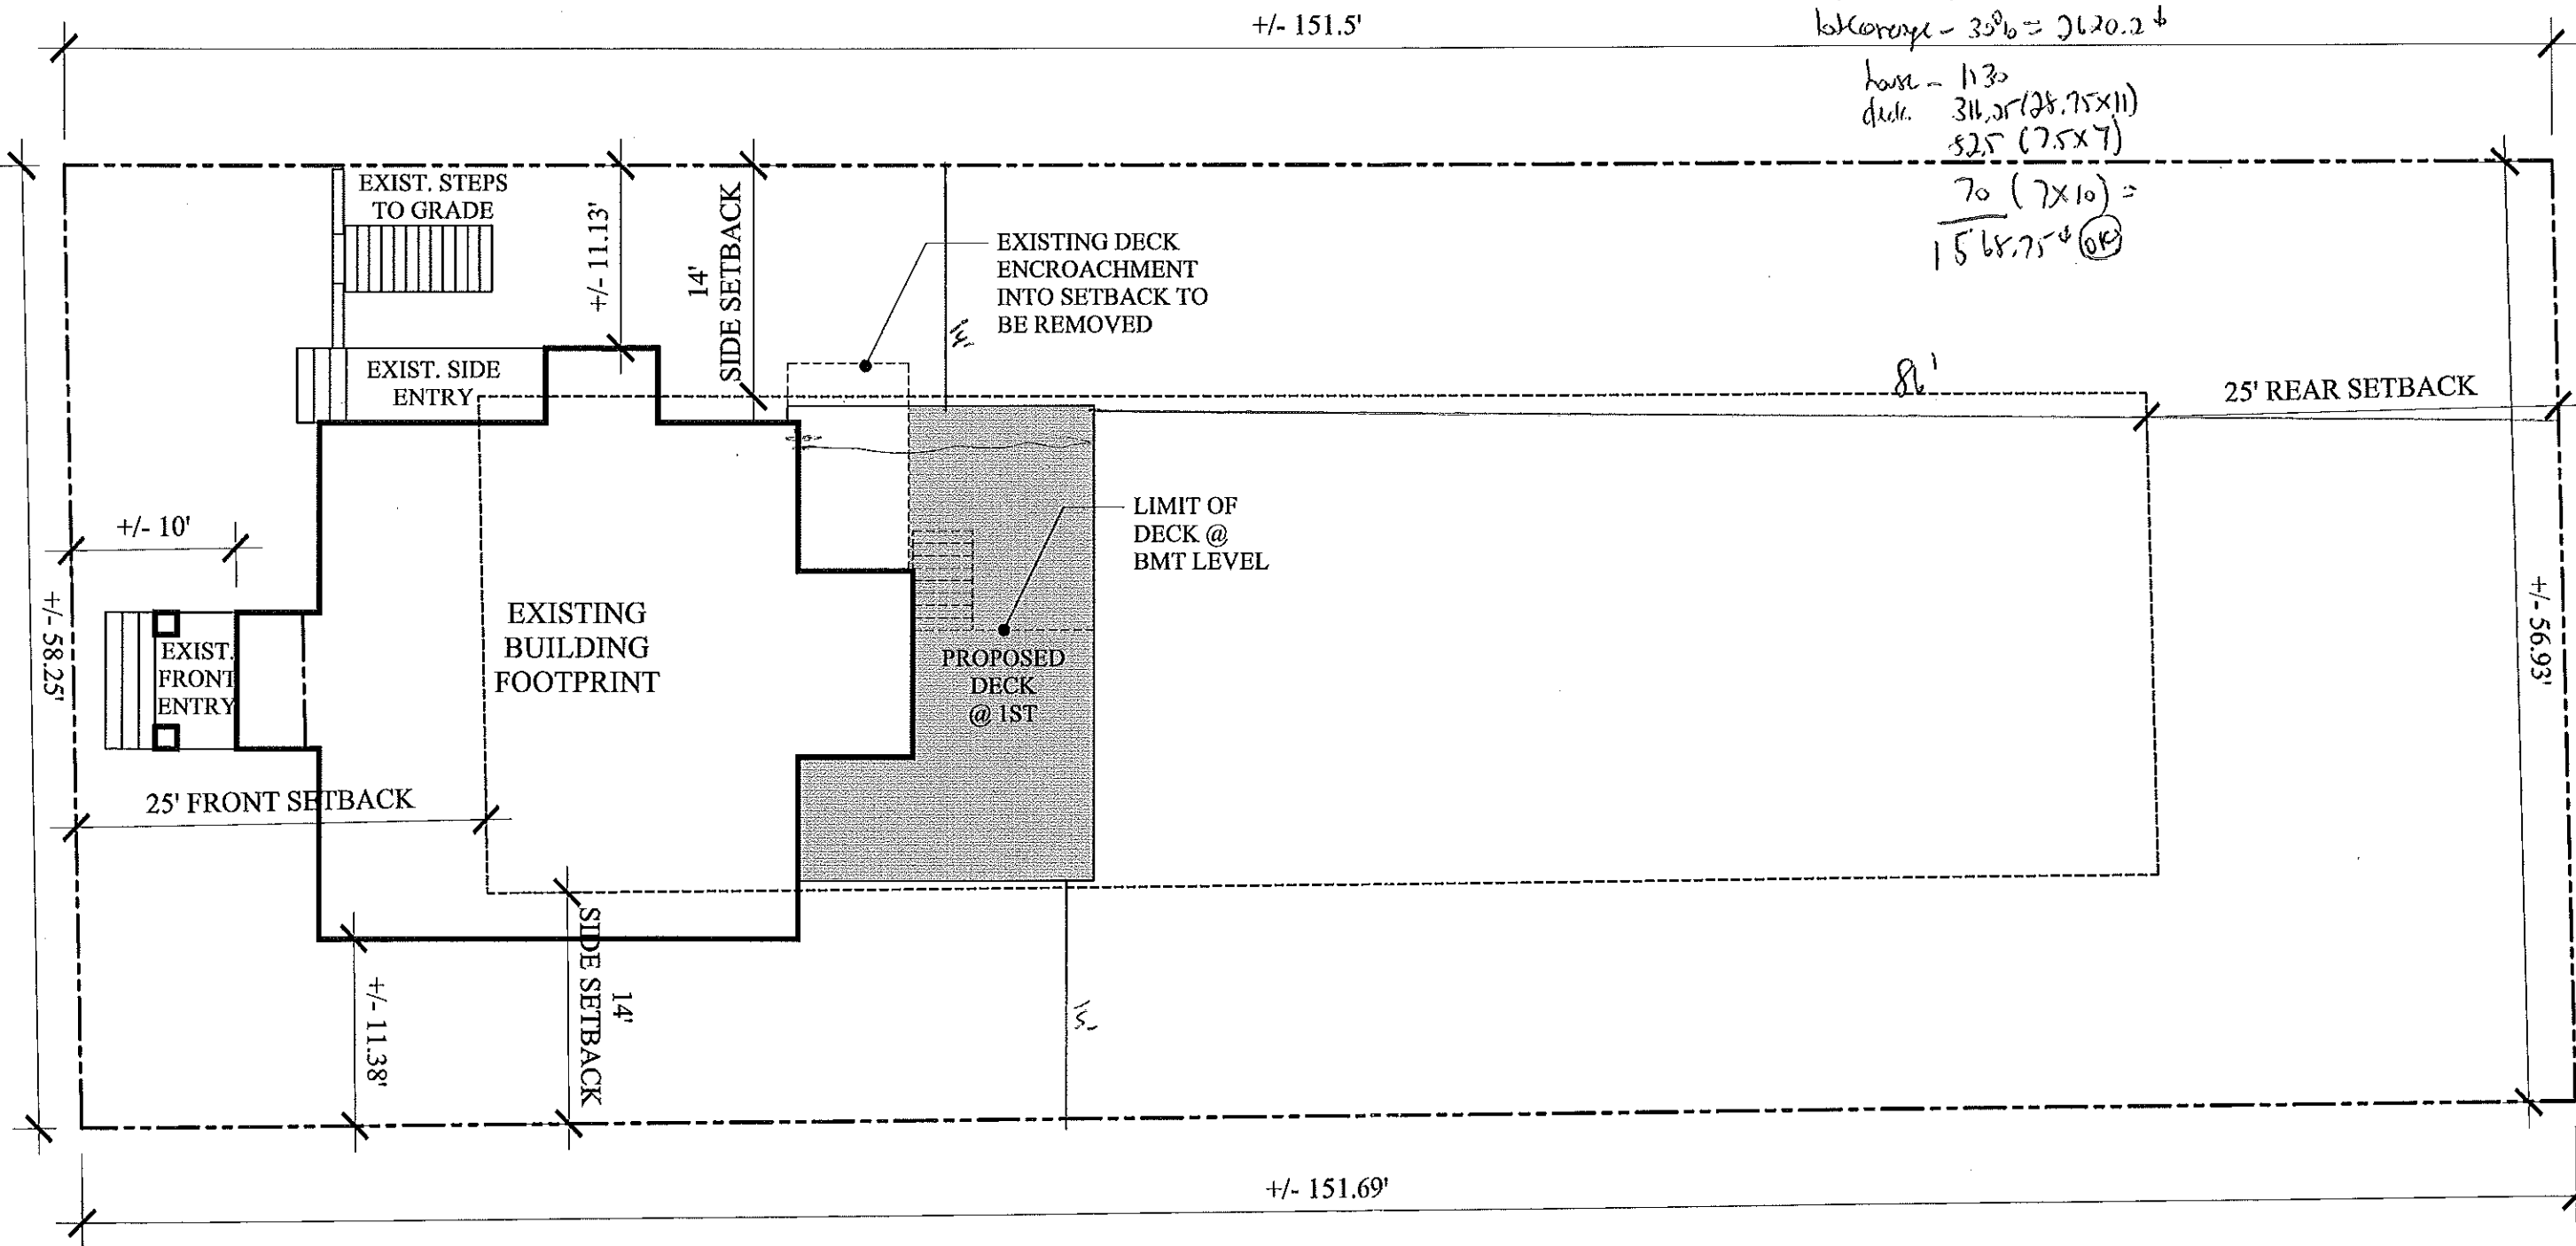 +/- 151.5'
lot coverage - 30% = 2620.2
house - 1130
deck 316.25 (28.75x11)
52.5 (7.5x7)
70 (7x10) =
1568.75 OK
EXIST. STEPS
TO GRADE
+/- 11.13'
14'
SIDE SETBACK
EXISTING DECK
ENCROACHMENT
INTO SETBACK TO
BE REMOVED
14'
EXIST. SIDE
ENTRY
86'
25' REAR SETBACK
+/- 10'
LIMIT OF
DECK @
BMT LEVEL
+/- 58.25'
EXIST.
FRONT
ENTRY
EXISTING
BUILDING
FOOTPRINT
PROPOSED
DECK
@ 1ST
+/- 56.93'
25' FRONT SETBACK
SIDE SETBACK
14'
+/- 11.38'
15'
+/- 151.69'